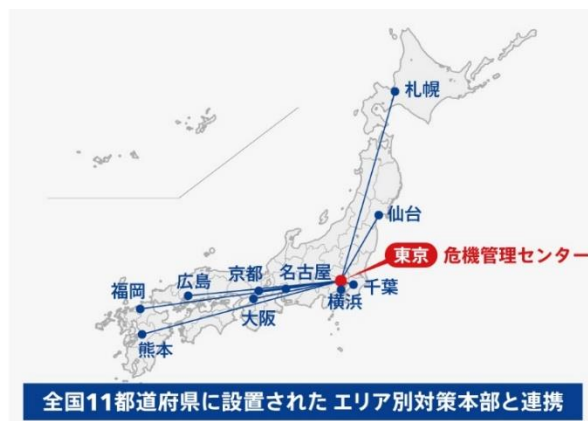 札幌
仙台
東京 危機管理センター
千葉
横浜
名古屋
京都
大阪
広島
福岡
熊本
全国11都道府県に設置された エリア別対策本部と連携